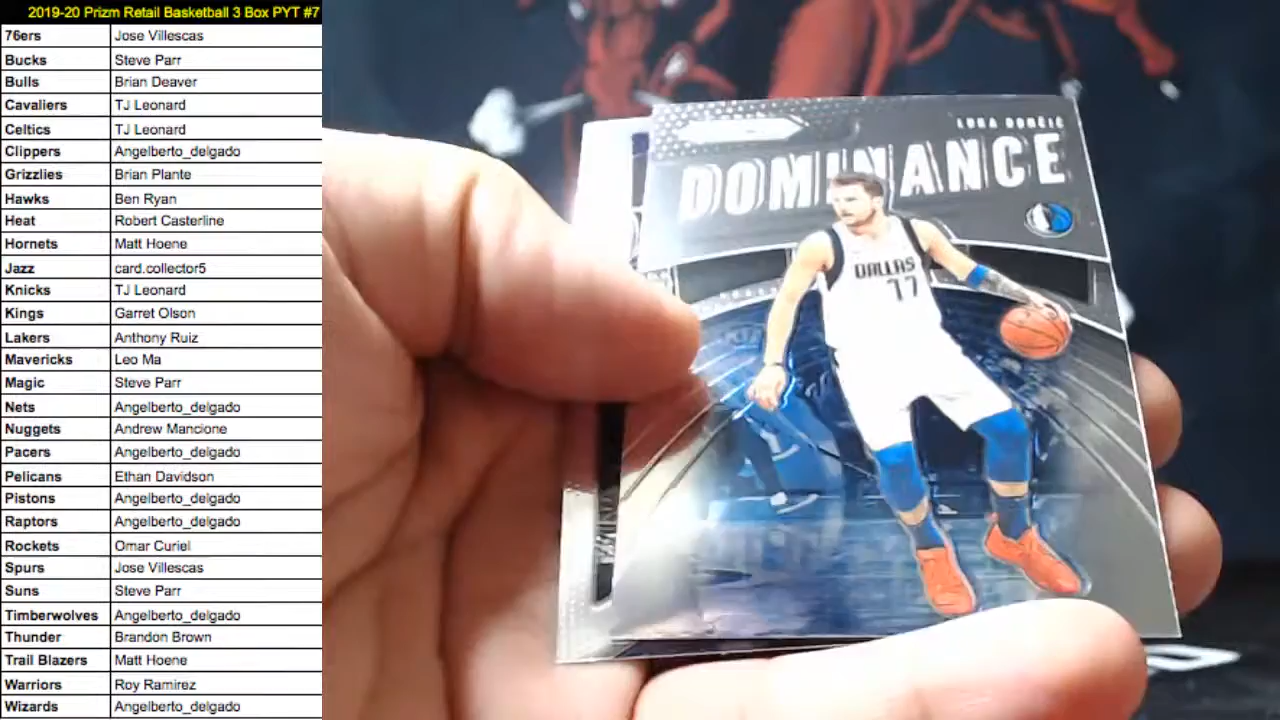 2019-20 Prizm Retail Basketball 3 Box PYT #7
76ers Jose Villescas
Bucks Steve Parr
Bulls Brian Deaver
Cavaliers TJ Leonard
Celtics TJ Leonard
Clippers Angelberto_delgado
Grizzlies Brian Plante
Hawks Ben Ryan
Heat Robert Casterline
Hornets Matt Hoene
Jazz card.collector5
Knicks TJ Leonard
Kings Garret Olson
Lakers Anthony Ruiz
Mavericks Leo Ma
Magic Steve Parr
Nets Angelberto_delgado
Nuggets Andrew Mancione
Pacers Angelberto_delgado
Pelicans Ethan Davidson
Pistons Angelberto_delgado
Raptors Angelberto_delgado
Rockets Omar Curiel
Spurs Jose Villescas
Suns Steve Parr
Timberwolves Angelberto_delgado
Thunder Brandon Brown
Trail Blazers Matt Hoene
Warriors Roy Ramirez
Wizards Angelberto_delgado
LUKA DONČIĆ
DOMINANCE
DALLAS
77